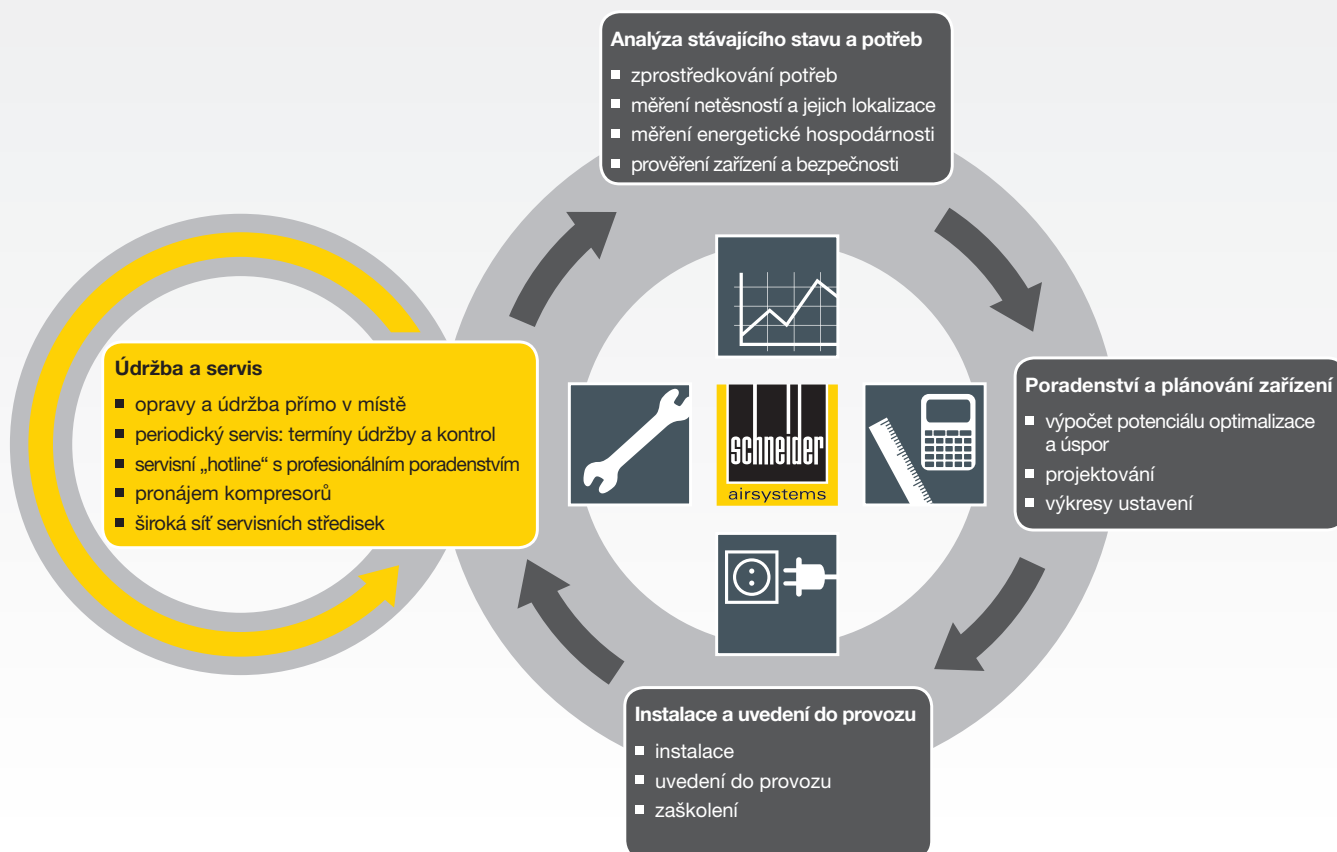 Analýza stávajícího stavu a potřeb
zprostředkování potřeb
měření netěsností a jejich lokalizace
měření energetické hospodárnosti
prověření zařízení a bezpečnosti
Údržba a servis
opravy a údržba přímo v místě
periodický servis: termíny údržby a kontrol
servisní „hotline“ s profesionálním poradenstvím
pronájem kompresorů
široká síť servisních středisek
schneider
airsystems
Poradenství a plánování zařízení
výpočet potenciálu optimalizace
a úspor
projektování
výkresy ustavení
Instalace a uvedení do provozu
instalace
uvedení do provozu
zaškolení